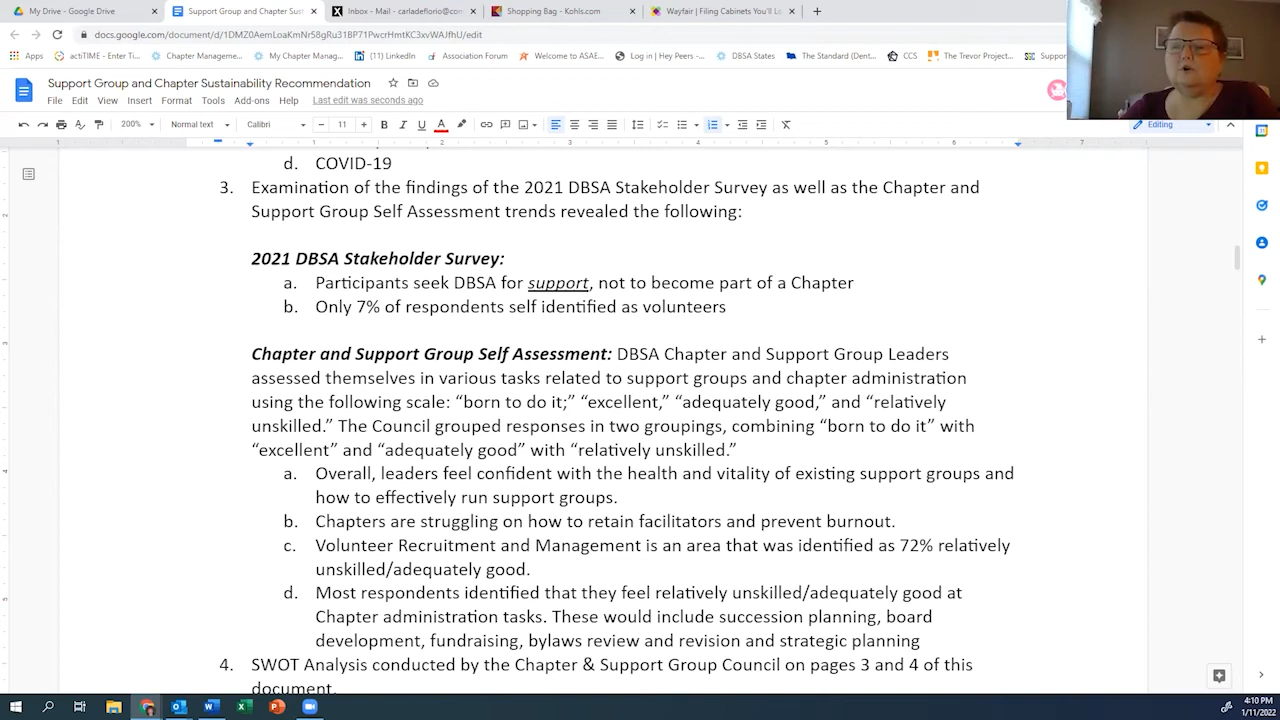 My Drive - Google Drive
Support Group and Chapter Sust
Inbox - Mail - carladeflorio@con
Shopping Bag - Kohls.com
Wayfair | Filing Cabinets You'll Lo
docs.google.com/document/d/
Apps
actiTIME - Enter Ti...
Chapter Manageme...
My Chapter Manag...
(11) LinkedIn
Association Forum
Welcome to ASAE...
Log in | Hey Peers -...
DBSA States
The Standard (Dent...
CCS
The Trevor Project...
Support
Support Group and Chapter Sustainability Recommendation
File Edit View Insert Format Tools Add-ons Help Last edit was seconds ago
200% Normal text Calibri 11 Editing
d. COVID-19
3. Examination of the findings of the 2021 DBSA Stakeholder Survey as well as the Chapter and
Support Group Self Assessment trends revealed the following:
2021 DBSA Stakeholder Survey:
a. Participants seek DBSA for support, not to become part of a Chapter
b. Only 7% of respondents self identified as volunteers
Chapter and Support Group Self Assessment: DBSA Chapter and Support Group Leaders
assessed themselves in various tasks related to support groups and chapter administration
using the following scale: “born to do it;” “excellent,” “adequately good,” and “relatively
unskilled.” The Council grouped responses in two groupings, combining “born to do it” with
“excellent” and “adequately good” with “relatively unskilled.”
a. Overall, leaders feel confident with the health and vitality of existing support groups and
how to effectively run support groups.
b. Chapters are struggling on how to retain facilitators and prevent burnout.
c. Volunteer Recruitment and Management is an area that was identified as 72% relatively
unskilled/adequately good.
d. Most respondents identified that they feel relatively unskilled/adequately good at
Chapter administration tasks. These would include succession planning, board
development, fundraising, bylaws review and revision and strategic planning
4. SWOT Analysis conducted by the Chapter & Support Group Council on pages 3 and 4 of this
document.
4:10 PM
1/11/2022